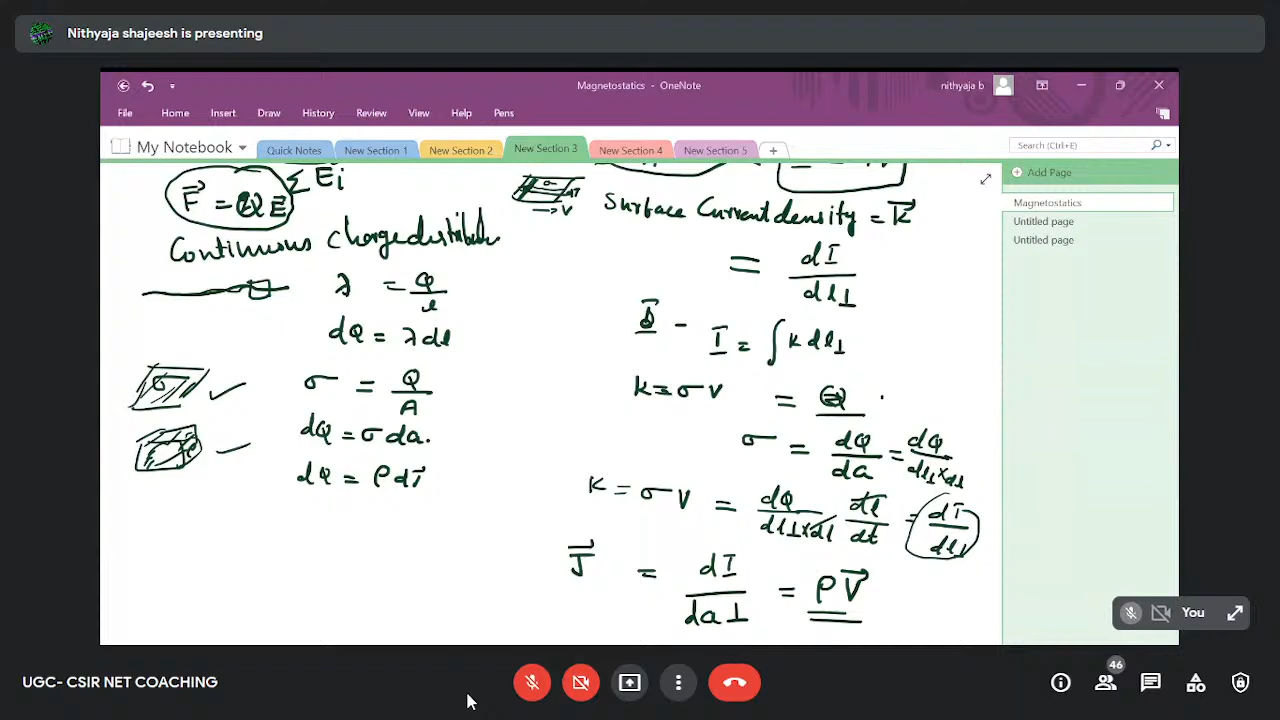 Nithyaja shajeesh is presenting
Magnetostatics - OneNote
nithyaja b
File Home Insert Draw History Review View Help Pens
My Notebook
Quick Notes New Section 1 New Section 2 New Section 3 New Section 4 New Section 5
Search (Ctrl+E)
Add Page
Magnetostatics
Untitled page
Untitled page
Σ E⃗i
F⃗ = Q E⃗
Continuous charge
λ = Q/l
dQ = λ dl
σ = Q/A
dQ = σ da.
dQ = ρ dτ
σ
→ V
Surface Current density = K⃗
= dI/dl⊥
I = ∫ K dl⊥
K = σ V
= Q
σ = dQ/da = dQ/dl⊥×dl
K = σ V = dQ/dl⊥×dl dl/dt = dI/dl⊥
J⃗ = dI/da⊥ = ρ V⃗
You
UGC- CSIR NET COACHING
46